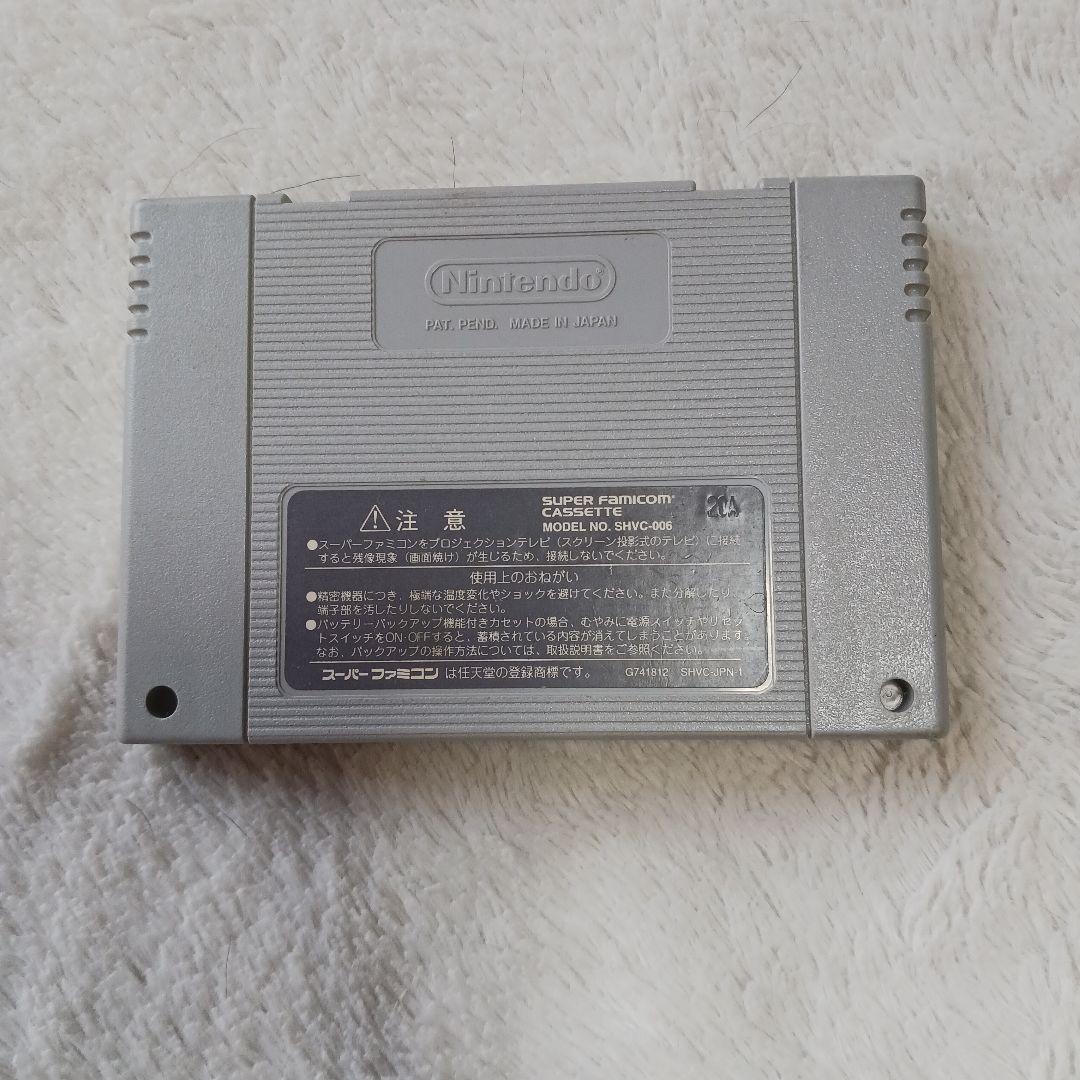 Nintendo®
PAT. PEND. MADE IN JAPAN
⚠注 意
SUPER FAMICOM
CASSETTE
MODEL NO. SHVC-006
20A
●スーパーファミコンをプロジェクションテレビ（スクリーン投影式のテレビ）に接続
すると残像現象（画面焼け）が生じるため、接続しないでください。
使用上のおねがい
●精密機器につき、極端な温度変化やショックを避けてください。また分解したり、
端子部を汚したりしないでください。
●バッテリーバックアップ機能付きカセットの場合、むやみに電源スイッチやリセッ
トスイッチをON·OFFすると、蓄積されている内容が消えてしまうことがあります。
なお、バックアップの操作方法については、取扱説明書をご参照ください。
スーパーファミコン は任天堂の登録商標です。
G741812 SHVC-JPN-1